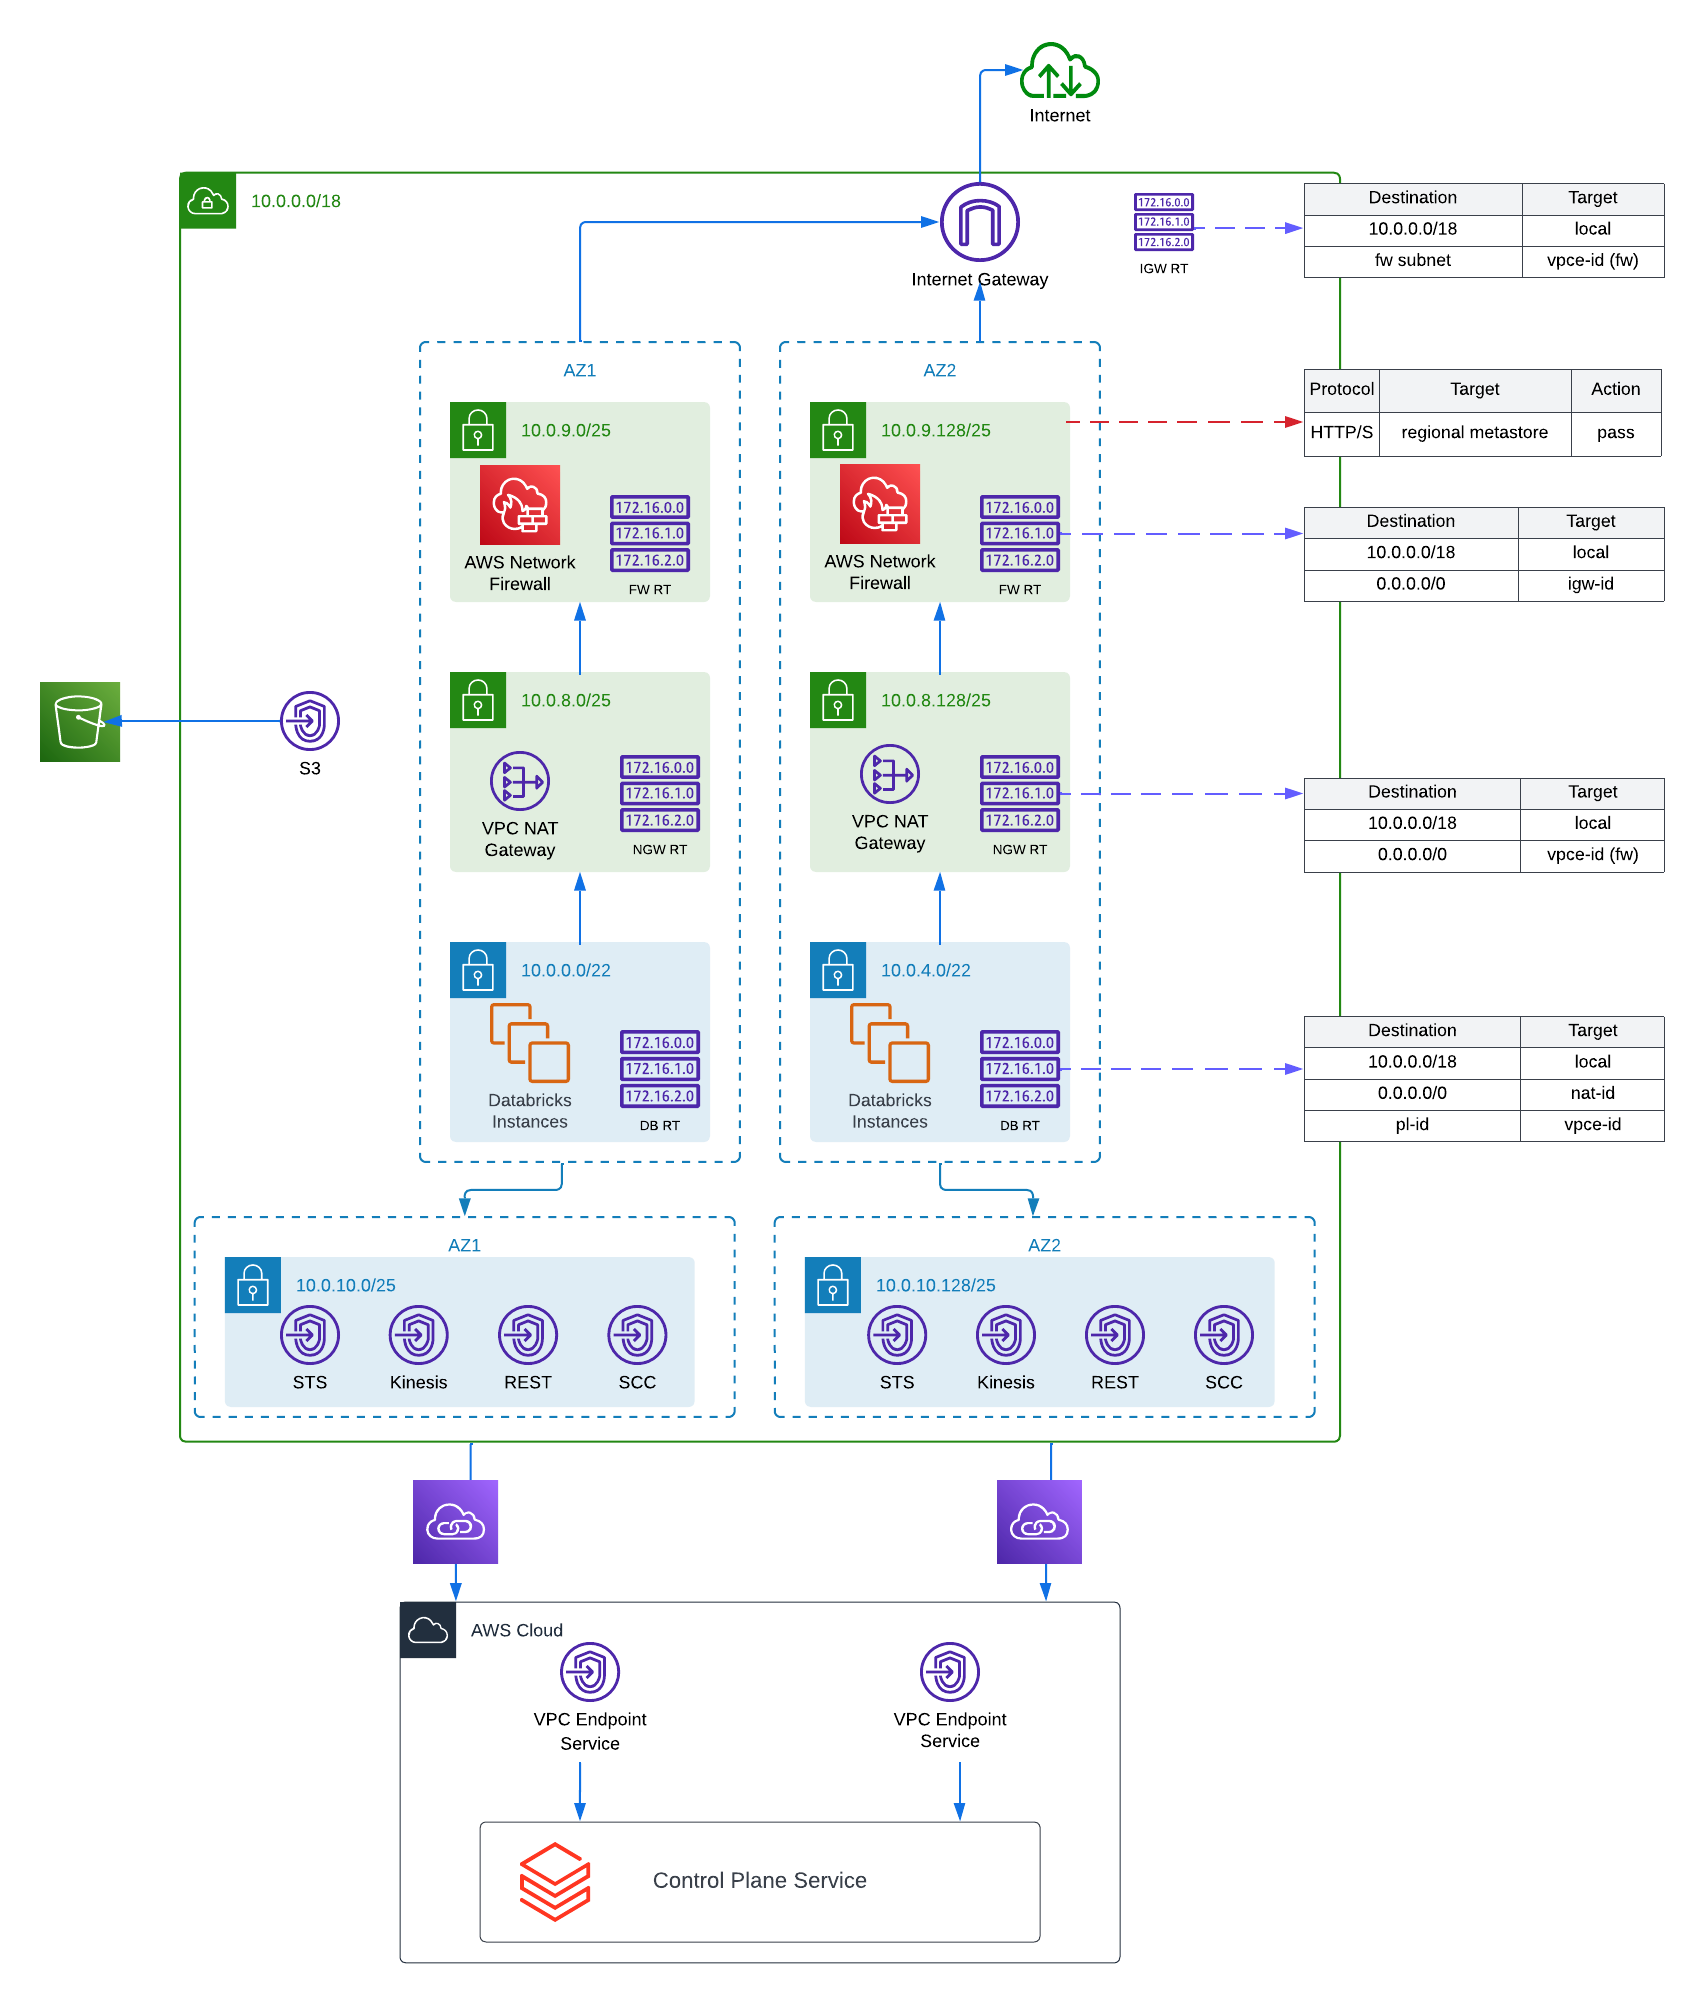 Internet
10.0.0.0/18
Internet Gateway
172.16.0.0
172.16.1.0
172.16.2.0
IGW RT
Destination Target
10.0.0.0/18 local
fw subnet vpce-id (fw)
AZ1
10.0.9.0/25
AWS Network
Firewall
172.16.0.0
172.16.1.0
172.16.2.0
FW RT
10.0.8.0/25
VPC NAT
Gateway
172.16.0.0
172.16.1.0
172.16.2.0
NGW RT
10.0.0.0/22
Databricks
Instances
172.16.0.0
172.16.1.0
172.16.2.0
DB RT
AZ2
10.0.9.128/25
AWS Network
Firewall
172.16.0.0
172.16.1.0
172.16.2.0
FW RT
10.0.8.128/25
VPC NAT
Gateway
172.16.0.0
172.16.1.0
172.16.2.0
NGW RT
10.0.4.0/22
Databricks
Instances
172.16.0.0
172.16.1.0
172.16.2.0
DB RT
Protocol Target Action
HTTP/S regional metastore pass
Destination Target
10.0.0.0/18 local
0.0.0.0/0 igw-id
Destination Target
10.0.0.0/18 local
0.0.0.0/0 vpce-id (fw)
Destination Target
10.0.0.0/18 local
0.0.0.0/0 nat-id
pl-id vpce-id
S3
AZ1
10.0.10.0/25
STS Kinesis REST SCC
AZ2
10.0.10.128/25
STS Kinesis REST SCC
AWS Cloud
VPC Endpoint
Service
VPC Endpoint
Service
Control Plane Service